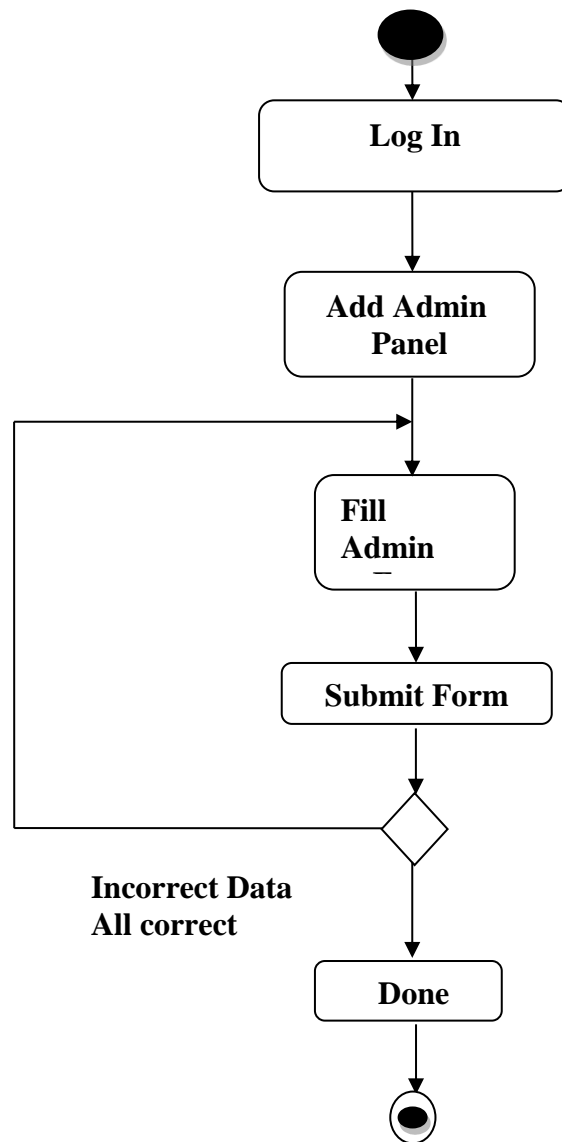 Log In
Add Admin
Panel
Fill
Admin
Submit Form
Incorrect Data
All correct
Done